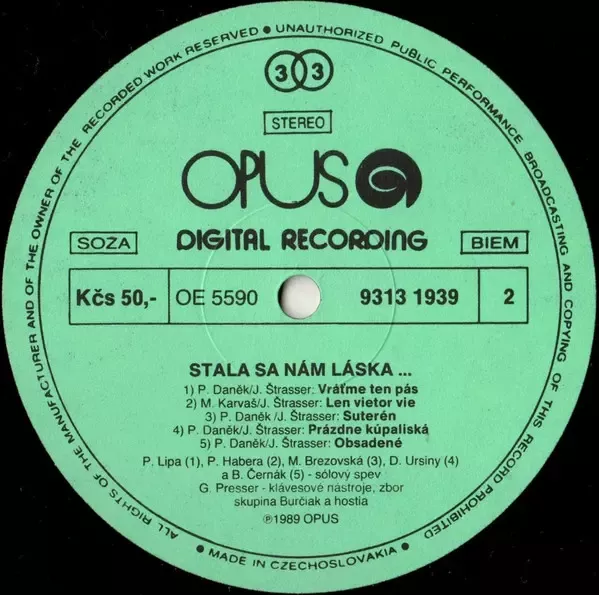 ALL RIGHTS OF THE MANUFACTURER AND OF THE OWNER OF THE RECORDED WORK RESERVED • UNAUTHORIZED PUBLIC PERFORMANCE BROADCASTING AND COPYING OF THIS RECORD PROHIBITED
33
STEREO
OPUS
SOZA
DIGITAL RECORDING
BIEM
Kčs 50,-
OE 5590
9313 1939
2
STALA SA NÁM LÁSKA ...
1) P. Daněk/J. Štrasser: Vráťme ten pás
2) M. Karvaš/J. Štrasser: Len vietor vie
3) P. Daněk /J. Štrasser: Suterén
4) P. Daněk/J. Štrasser: Prázdne kúpaliská
5) P. Daněk/J. Štrasser: Obsadené
P. Lipa (1), P. Habera (2), M. Brezovská (3), D. Ursiny (4)
a B. Černák (5) - sólový spev
G. Presser - klávesové nástroje, zbor
skupina Burčiak a hostia
℗1989 OPUS
• MADE IN CZECHOSLOVAKIA •